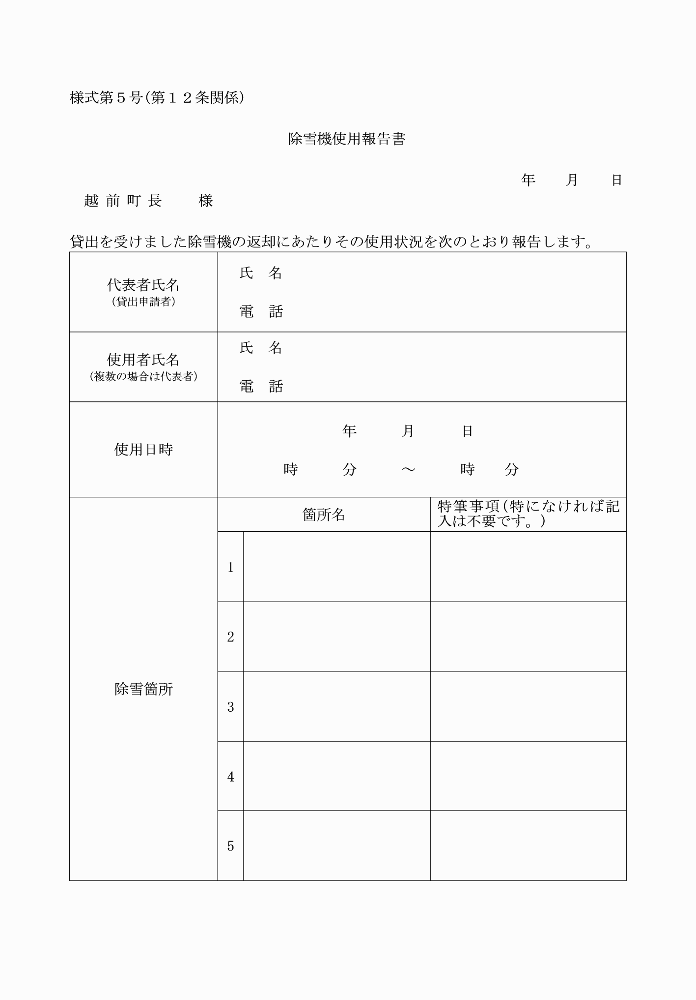 様式第５号(第１２条関係)
除雪機使用報告書
年　　月　　日
越前町長　　様
貸出を受けました除雪機の返却にあたりその使用状況を次のとおり報告します。
代表者氏名
（貸出申請者）
氏　名
電　話
使用者氏名
（複数の場合は代表者）
氏　名
電　話
使用日時
年　　　月　　　日
時　　　分　　　～　　　時　　分
除雪箇所
箇所名
特筆事項(特になければ記
入は不要です。)
1
2
3
4
5